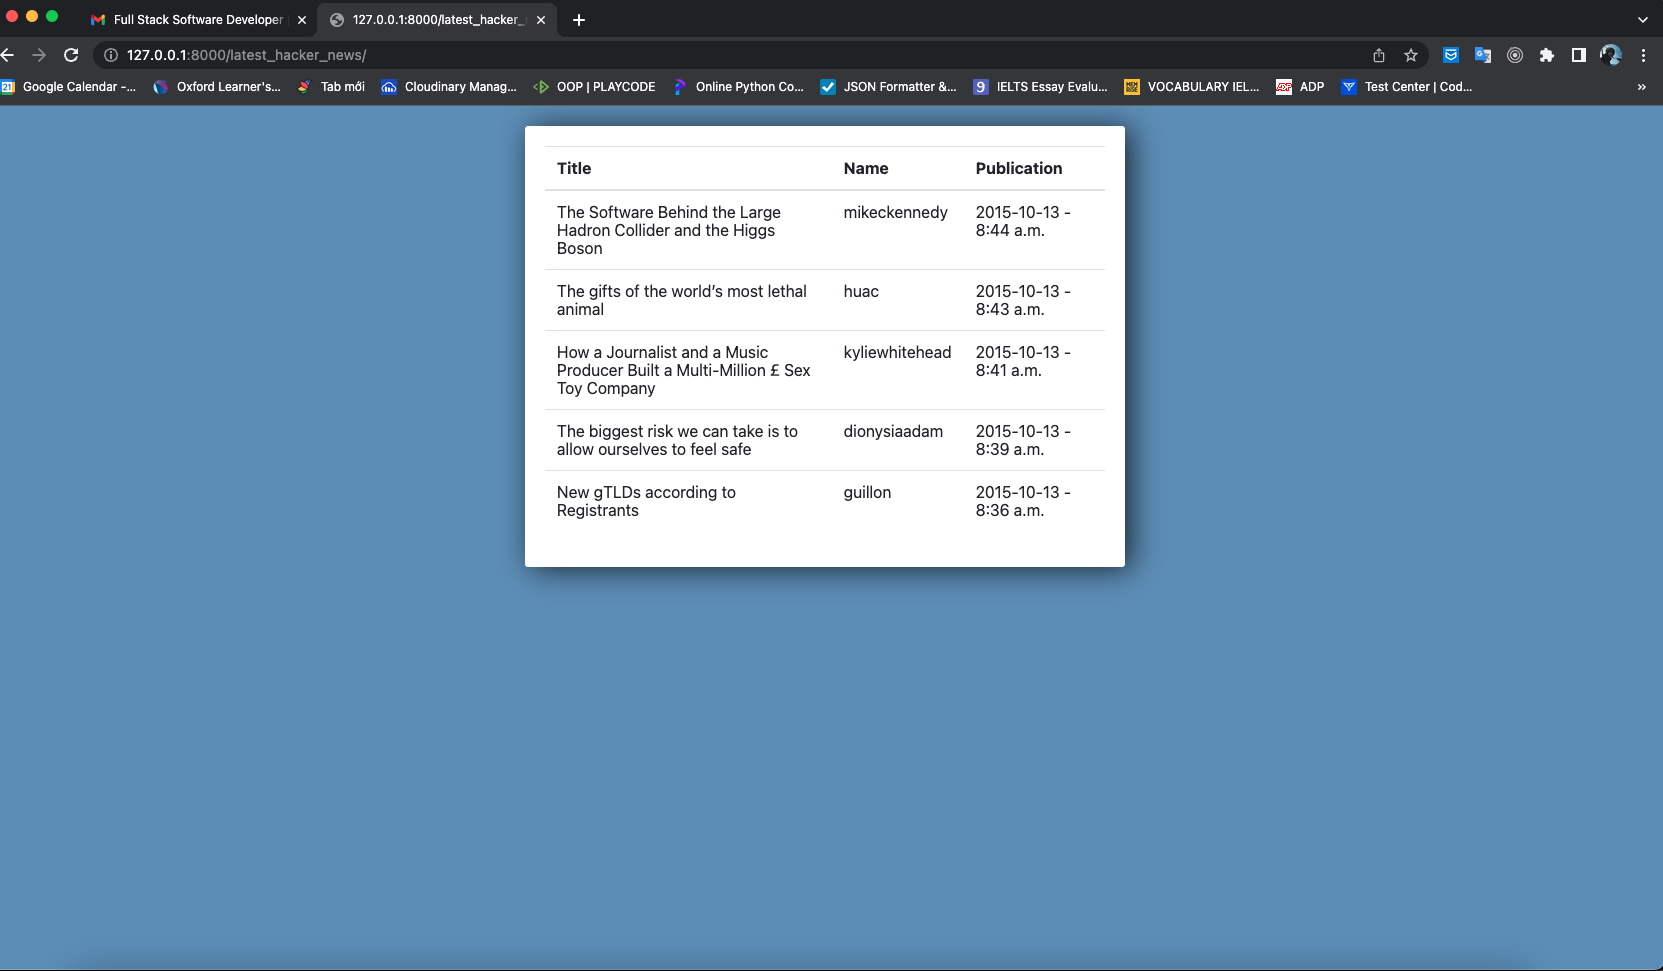 Full Stack Software Developer
127.0.0.1:8000/latest_hacker_
127.0.0.1:8000/latest_hacker_news/
21 Google Calendar -... Oxford Learner's... Tab mới Cloudinary Manag... OOP | PLAYCODE Online Python Co... JSON Formatter &... 9 IELTS Essay Evalu... VOCABULARY IEL... ADP ADP Test Center | Cod... »
Title Name Publication
The Software Behind the Large mikeckennedy 2015-10-13 -
Hadron Collider and the Higgs 8:44 a.m.
Boson
The gifts of the world’s most lethal huac 2015-10-13 -
animal 8:43 a.m.
How a Journalist and a Music kyliewhitehead 2015-10-13 -
Producer Built a Multi-Million £ Sex 8:41 a.m.
Toy Company
The biggest risk we can take is to dionysiaadam 2015-10-13 -
allow ourselves to feel safe 8:39 a.m.
New gTLDs according to guillon 2015-10-13 -
Registrants 8:36 a.m.